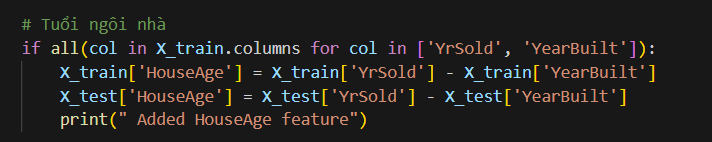 # Tuổi ngôi nhà
if all(col in X_train.columns for col in ['YrSold', 'YearBuilt']):
    X_train['HouseAge'] = X_train['YrSold'] - X_train['YearBuilt']
    X_test['HouseAge'] = X_test['YrSold'] - X_test['YearBuilt']
    print(" Added HouseAge feature")